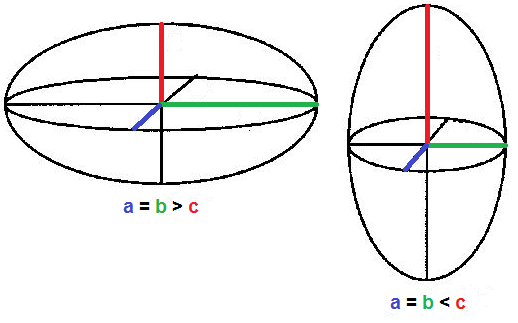 a = b > c
a = b < c